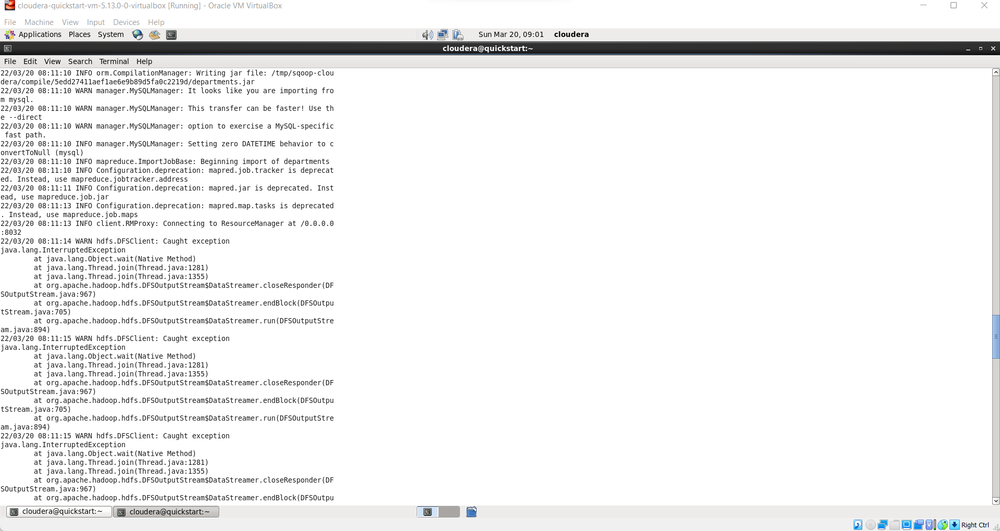 cloudera-quickstart-vm-5.13.0-0-virtualbox [Running] - Oracle VM VirtualBox
File Machine View Input Devices Help
Applications Places System Sun Mar 20, 09:01 cloudera
cloudera@quickstart:~
File Edit View Search Terminal Help
22/03/20 08:11:10 INFO orm.CompilationManager: Writing jar file: /tmp/sqoop-clou
dera/compile/5edd27411aef1ae6e9b89d5fa0c2219d/departments.jar
22/03/20 08:11:10 WARN manager.MySQLManager: It looks like you are importing fro
m mysql.
22/03/20 08:11:10 WARN manager.MySQLManager: This transfer can be faster! Use th
e --direct
22/03/20 08:11:10 WARN manager.MySQLManager: option to exercise a MySQL-specific
 fast path.
22/03/20 08:11:10 INFO manager.MySQLManager: Setting zero DATETIME behavior to c
onvertToNull (mysql)
22/03/20 08:11:10 INFO mapreduce.ImportJobBase: Beginning import of departments
22/03/20 08:11:10 INFO Configuration.deprecation: mapred.job.tracker is deprecat
ed. Instead, use mapreduce.jobtracker.address
22/03/20 08:11:11 INFO Configuration.deprecation: mapred.jar is deprecated. Inst
ead, use mapreduce.job.jar
22/03/20 08:11:13 INFO Configuration.deprecation: mapred.map.tasks is deprecated
. Instead, use mapreduce.job.maps
22/03/20 08:11:13 INFO client.RMProxy: Connecting to ResourceManager at /0.0.0.0
:8032
22/03/20 08:11:14 WARN hdfs.DFSClient: Caught exception
java.lang.InterruptedException
        at java.lang.Object.wait(Native Method)
        at java.lang.Thread.join(Thread.java:1281)
        at java.lang.Thread.join(Thread.java:1355)
        at org.apache.hadoop.hdfs.DFSOutputStream$DataStreamer.closeResponder(DF
SOutputStream.java:967)
        at org.apache.hadoop.hdfs.DFSOutputStream$DataStreamer.endBlock(DFSOutpu
tStream.java:705)
        at org.apache.hadoop.hdfs.DFSOutputStream$DataStreamer.run(DFSOutputStre
am.java:894)
22/03/20 08:11:15 WARN hdfs.DFSClient: Caught exception
java.lang.InterruptedException
        at java.lang.Object.wait(Native Method)
        at java.lang.Thread.join(Thread.java:1281)
        at java.lang.Thread.join(Thread.java:1355)
        at org.apache.hadoop.hdfs.DFSOutputStream$DataStreamer.closeResponder(DF
SOutputStream.java:967)
        at org.apache.hadoop.hdfs.DFSOutputStream$DataStreamer.endBlock(DFSOutpu
tStream.java:705)
        at org.apache.hadoop.hdfs.DFSOutputStream$DataStreamer.run(DFSOutputStre
am.java:894)
22/03/20 08:11:15 WARN hdfs.DFSClient: Caught exception
java.lang.InterruptedException
        at java.lang.Object.wait(Native Method)
        at java.lang.Thread.join(Thread.java:1281)
        at java.lang.Thread.join(Thread.java:1355)
        at org.apache.hadoop.hdfs.DFSOutputStream$DataStreamer.closeResponder(DF
SOutputStream.java:967)
        at org.apache.hadoop.hdfs.DFSOutputStream$DataStreamer.endBlock(DFSOutpu
cloudera@quickstart:~ cloudera@quickstart:~
Right Ctrl